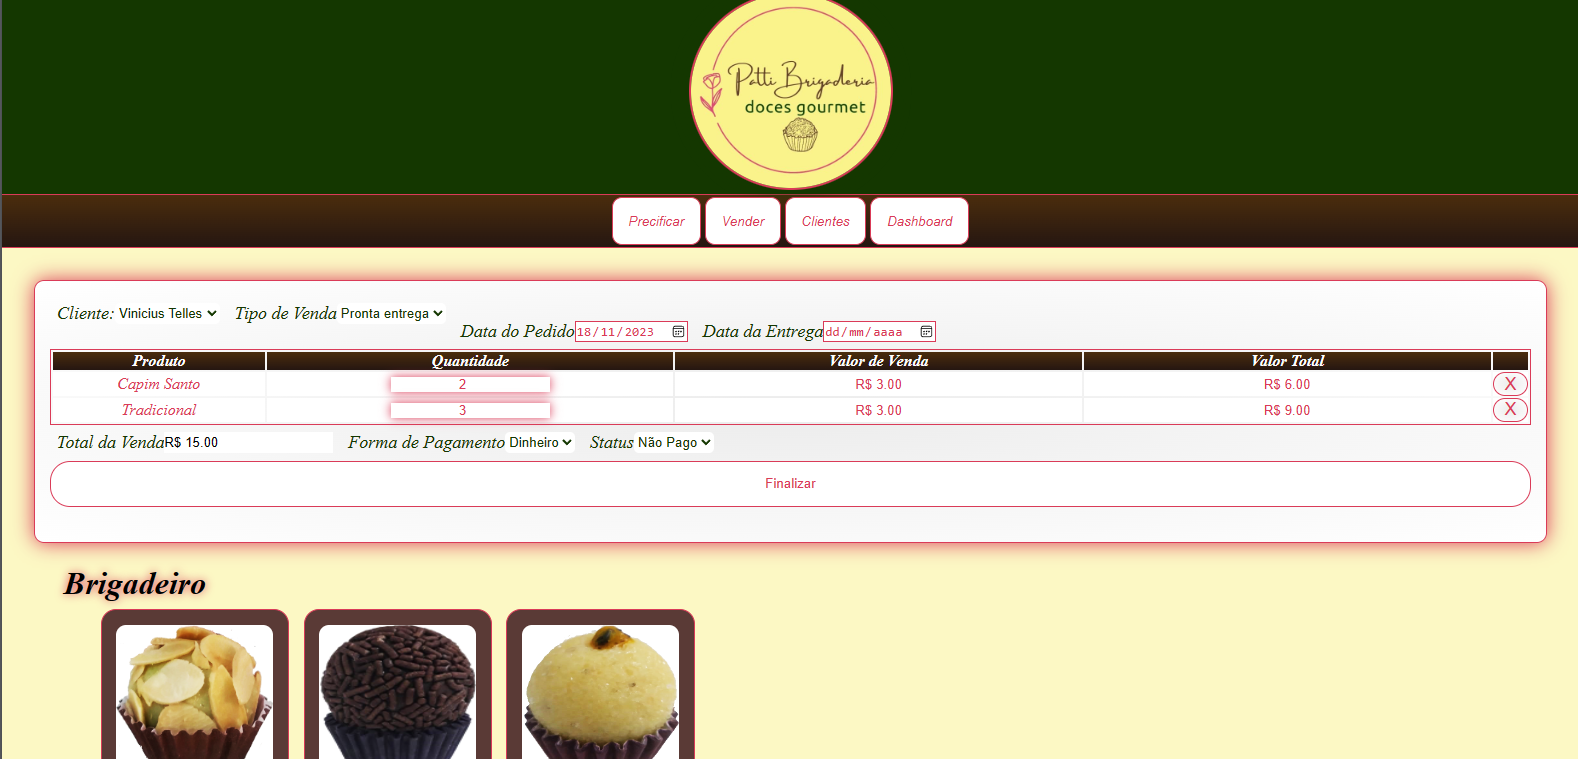 Patti Brigaderia
doces gourmet
Precificar Vender Clientes Dashboard
Cliente: Vinicius Telles Tipo de Venda Pronta entrega
Data do Pedido 18/11/2023 Data da Entrega dd/mm/aaaa
Produto Quantidade Valor de Venda Valor Total
Capim Santo 2 R$ 3.00 R$ 6.00 X
Tradicional 3 R$ 3.00 R$ 9.00 X
Total da Venda R$ 15.00 Forma de Pagamento Dinheiro Status Não Pago
Finalizar
Brigadeiro